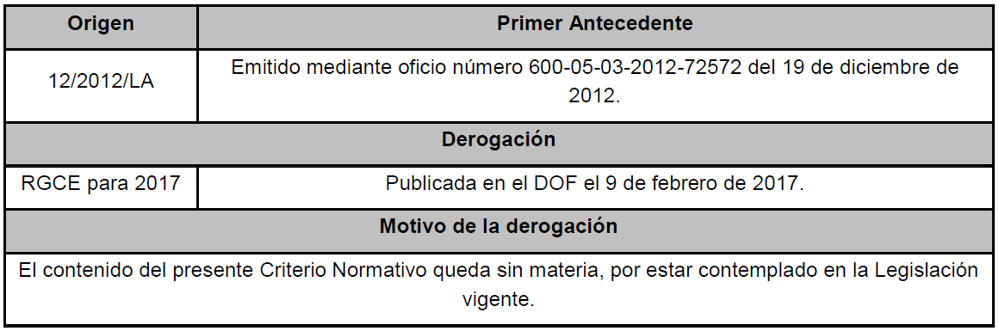 Origen
Primer Antecedente
12/2012/LA
Emitido mediante oficio número 600-05-03-2012-72572 del 19 de diciembre de
2012.
Derogación
RGCE para 2017
Publicada en el DOF el 9 de febrero de 2017.
Motivo de la derogación
El contenido del presente Criterio Normativo queda sin materia, por estar contemplado en la Legislación
vigente.